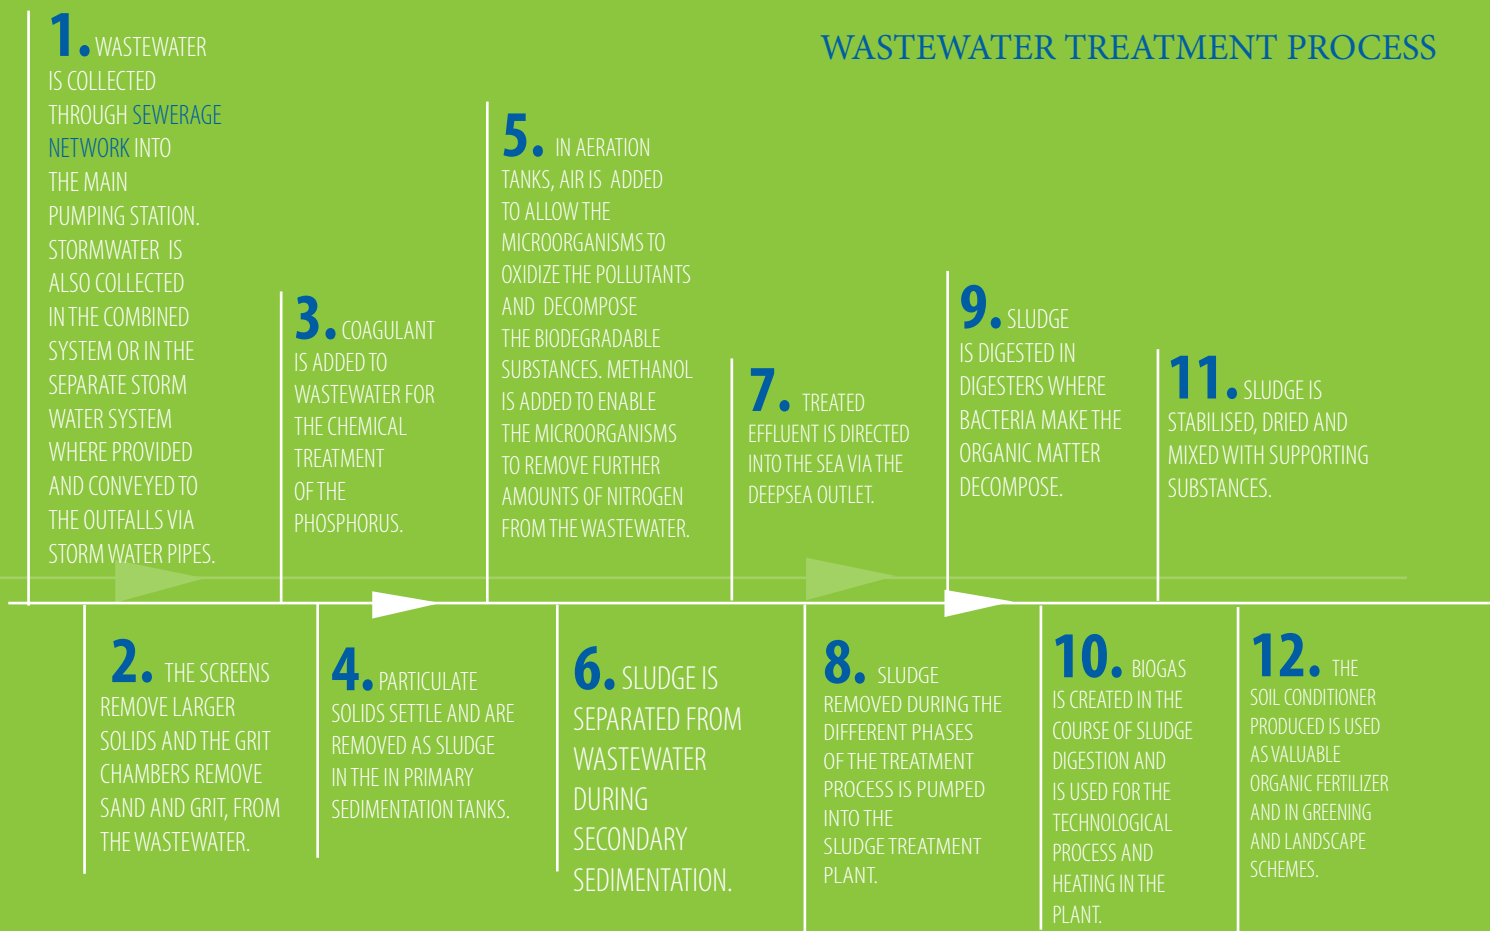 WASTEWATER TREATMENT PROCESS
1. WASTEWATER
IS COLLECTED
THROUGH SEWERAGE
NETWORK INTO
THE MAIN
PUMPING STATION.
STORMWATER IS
ALSO COLLECTED
IN THE COMBINED
SYSTEM OR IN THE
SEPARATE STORM
WATER SYSTEM
WHERE PROVIDED
AND CONVEYED TO
THE OUTFALLS VIA
STORM WATER PIPES.
2. THE SCREENS
REMOVE LARGER
SOLIDS AND THE GRIT
CHAMBERS REMOVE
SAND AND GRIT, FROM
THE WASTEWATER.
3. COAGULANT
IS ADDED TO
WASTEWATER FOR
THE CHEMICAL
TREATMENT
OF THE
PHOSPHORUS.
4. PARTICULATE
SOLIDS SETTLE AND ARE
REMOVED AS SLUDGE
IN THE IN PRIMARY
SEDIMENTATION TANKS.
5. IN AERATION
TANKS, AIR IS ADDED
TO ALLOW THE
MICROORGANISMS TO
OXIDIZE THE POLLUTANTS
AND DECOMPOSE
THE BIODEGRADABLE
SUBSTANCES. METHANOL
IS ADDED TO ENABLE
THE MICROORGANISMS
TO REMOVE FURTHER
AMOUNTS OF NITROGEN
FROM THE WASTEWATER.
6. SLUDGE IS
SEPARATED FROM
WASTEWATER
DURING
SECONDARY
SEDIMENTATION.
7. TREATED
EFFLUENT IS DIRECTED
INTO THE SEA VIA THE
DEEPSEA OUTLET.
8. SLUDGE
REMOVED DURING THE
DIFFERENT PHASES
OF THE TREATMENT
PROCESS IS PUMPED
INTO THE
SLUDGE TREATMENT
PLANT.
9. SLUDGE
IS DIGESTED IN
DIGESTERS WHERE
BACTERIA MAKE THE
ORGANIC MATTER
DECOMPOSE.
10. BIOGAS
IS CREATED IN THE
COURSE OF SLUDGE
DIGESTION AND
IS USED FOR THE
TECHNOLOGICAL
PROCESS AND
HEATING IN THE
PLANT.
11. SLUDGE IS
STABILISED, DRIED AND
MIXED WITH SUPPORTING
SUBSTANCES.
12. THE
SOIL CONDITIONER
PRODUCED IS USED
AS VALUABLE
ORGANIC FERTILIZER
AND IN GREENING
AND LANDSCAPE
SCHEMES.